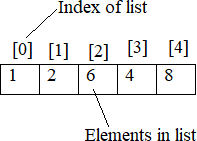 Index of list
[0] [1] [2] [3] [4]
1 2 6 4 8
Elements in list